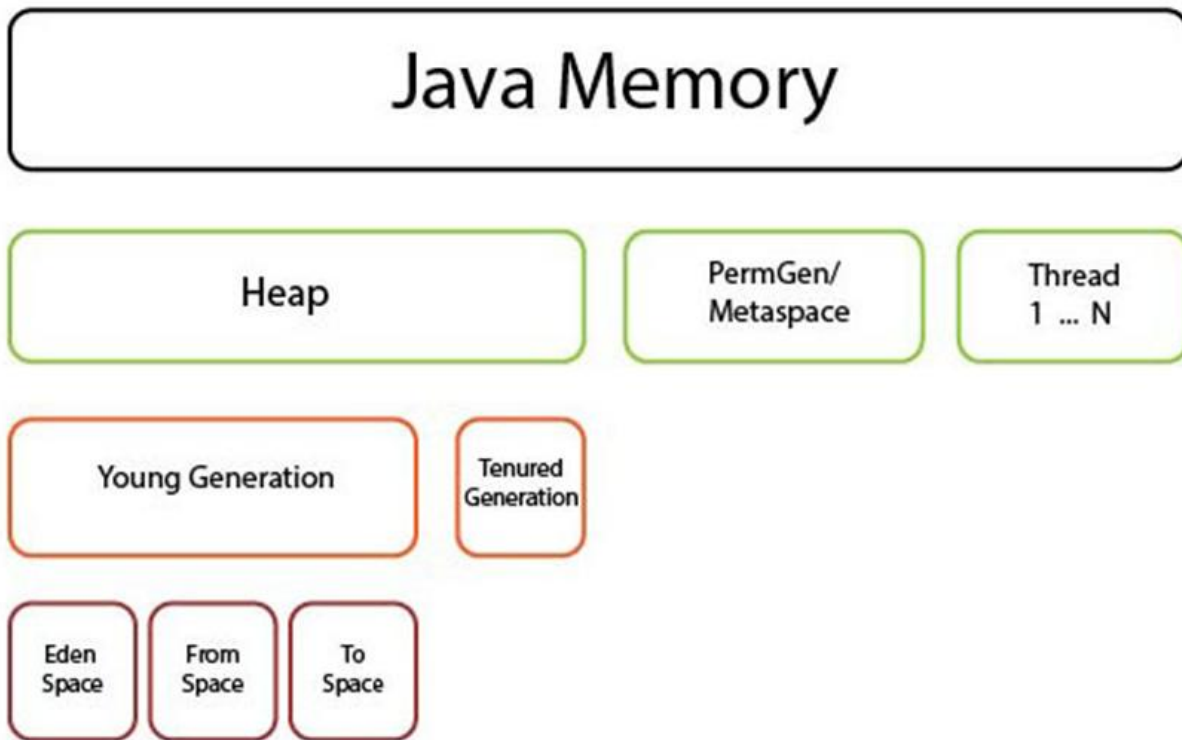 Java Memory
Heap
PermGen/
Metaspace
Thread
1 ... N
Young Generation
Tenured
Generation
Eden
Space
From
Space
To
Space